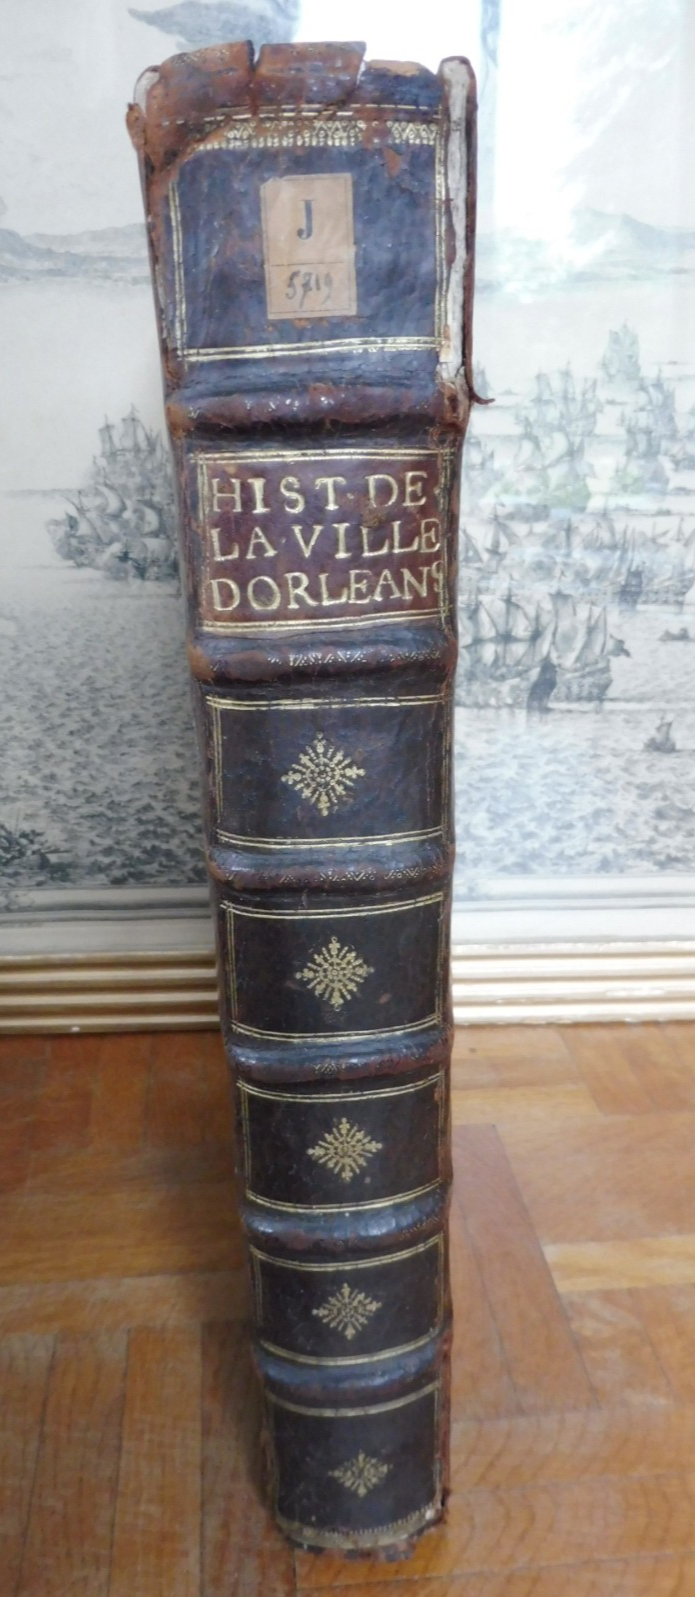 J
5719
HIST·DE
LA·VILLE
DORLEANS